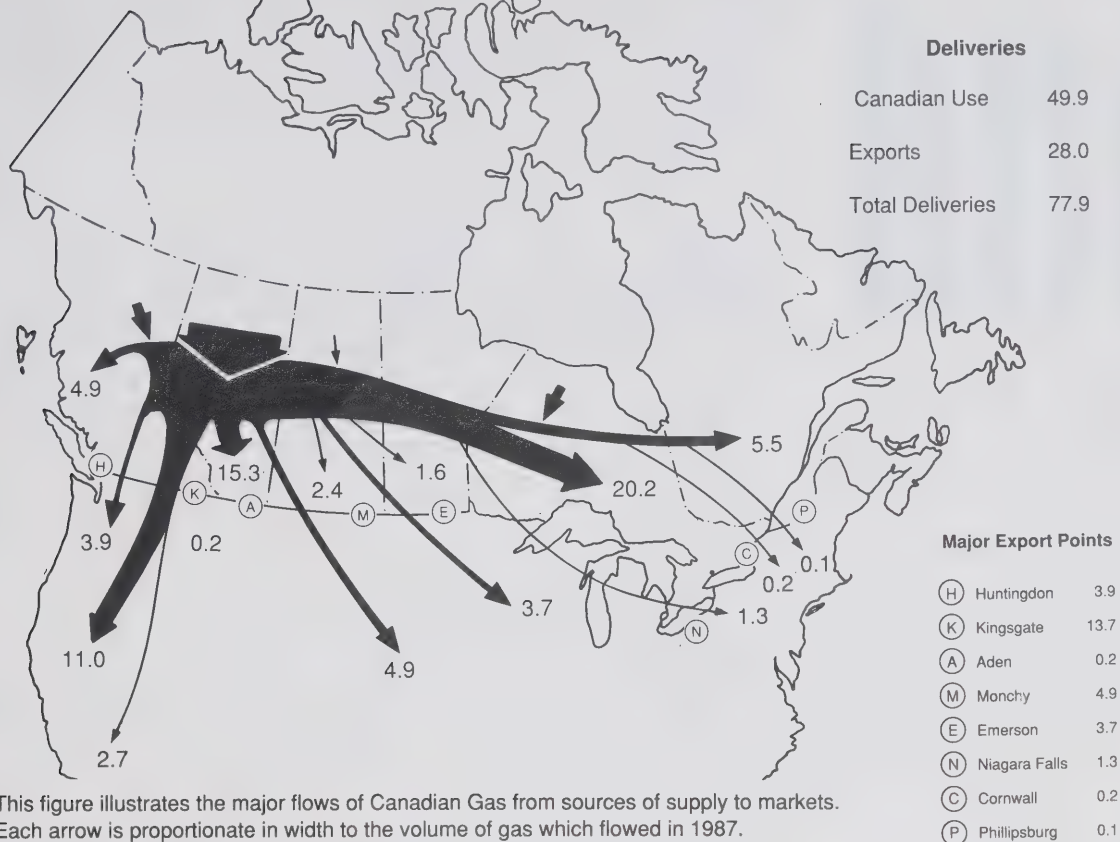 Deliveries
Canadian Use 49.9
Exports 28.0
Total Deliveries 77.9
4.9
5.5
15.3
1.6
2.4
20.2
H
K
A
M
E
P
C
N
3.9
0.2
0.1
0.2
3.7
1.3
11.0
4.9
2.7
Major Export Points
H Huntingdon 3.9
K Kingsgate 13.7
A Aden 0.2
M Monchy 4.9
E Emerson 3.7
N Niagara Falls 1.3
C Cornwall 0.2
P Phillipsburg 0.1
This figure illustrates the major flows of Canadian Gas from sources of supply to markets.
Each arrow is proportionate in width to the volume of gas which flowed in 1987.